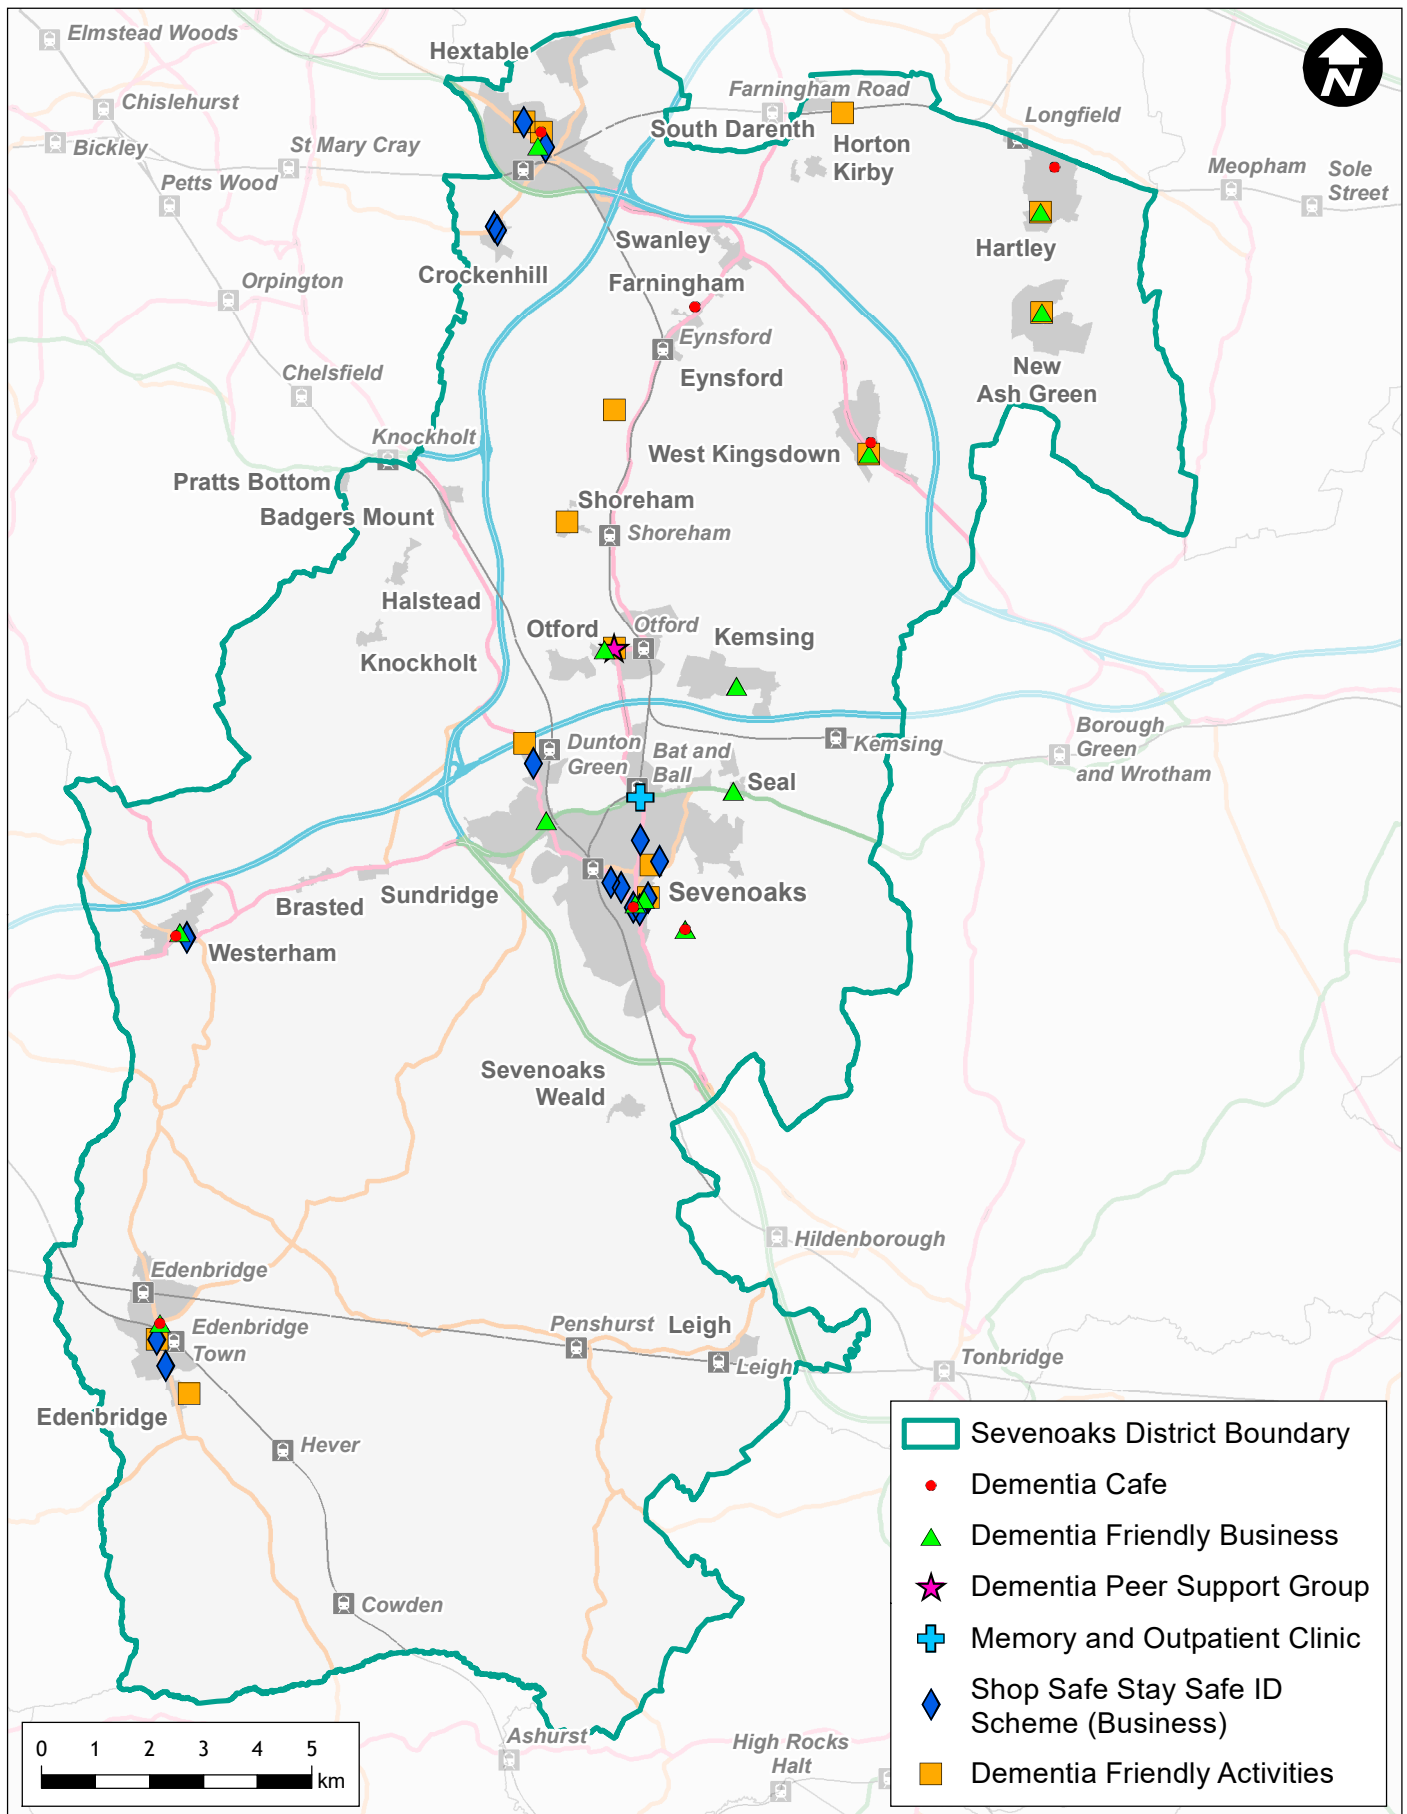 Elmstead Woods
Hextable
N
Chislehurst
Farningham Road
Longfield
South Darenth
Bickley
St Mary Cray
Horton
Kirby
Petts Wood
Meopham
Sole
Street
Swanley
Hartley
Crockenhill
Farningham
Orpington
Eynsford
Eynsford
New
Ash Green
Chelsfield
Knockholt
West Kingsdown
Pratts Bottom
Badgers Mount
Shoreham
Shoreham
Halstead
Otford
Otford
Kemsing
Knockholt
Dunton
Green
Bat and
Ball
Kemsing
Borough
Green
and Wrotham
Seal
Sundridge
Brasted
Sevenoaks
Westerham
Sevenoaks
Weald
Hildenborough
Edenbridge
Edenbridge
Town
Penshurst
Leigh
Leigh
Tonbridge
Edenbridge
Hever
Cowden
Ashurst
High Rocks
Halt
0 1 2 3 4 5
km
Sevenoaks District Boundary
Dementia Cafe
Dementia Friendly Business
Dementia Peer Support Group
Memory and Outpatient Clinic
Shop Safe Stay Safe ID
Scheme (Business)
Dementia Friendly Activities